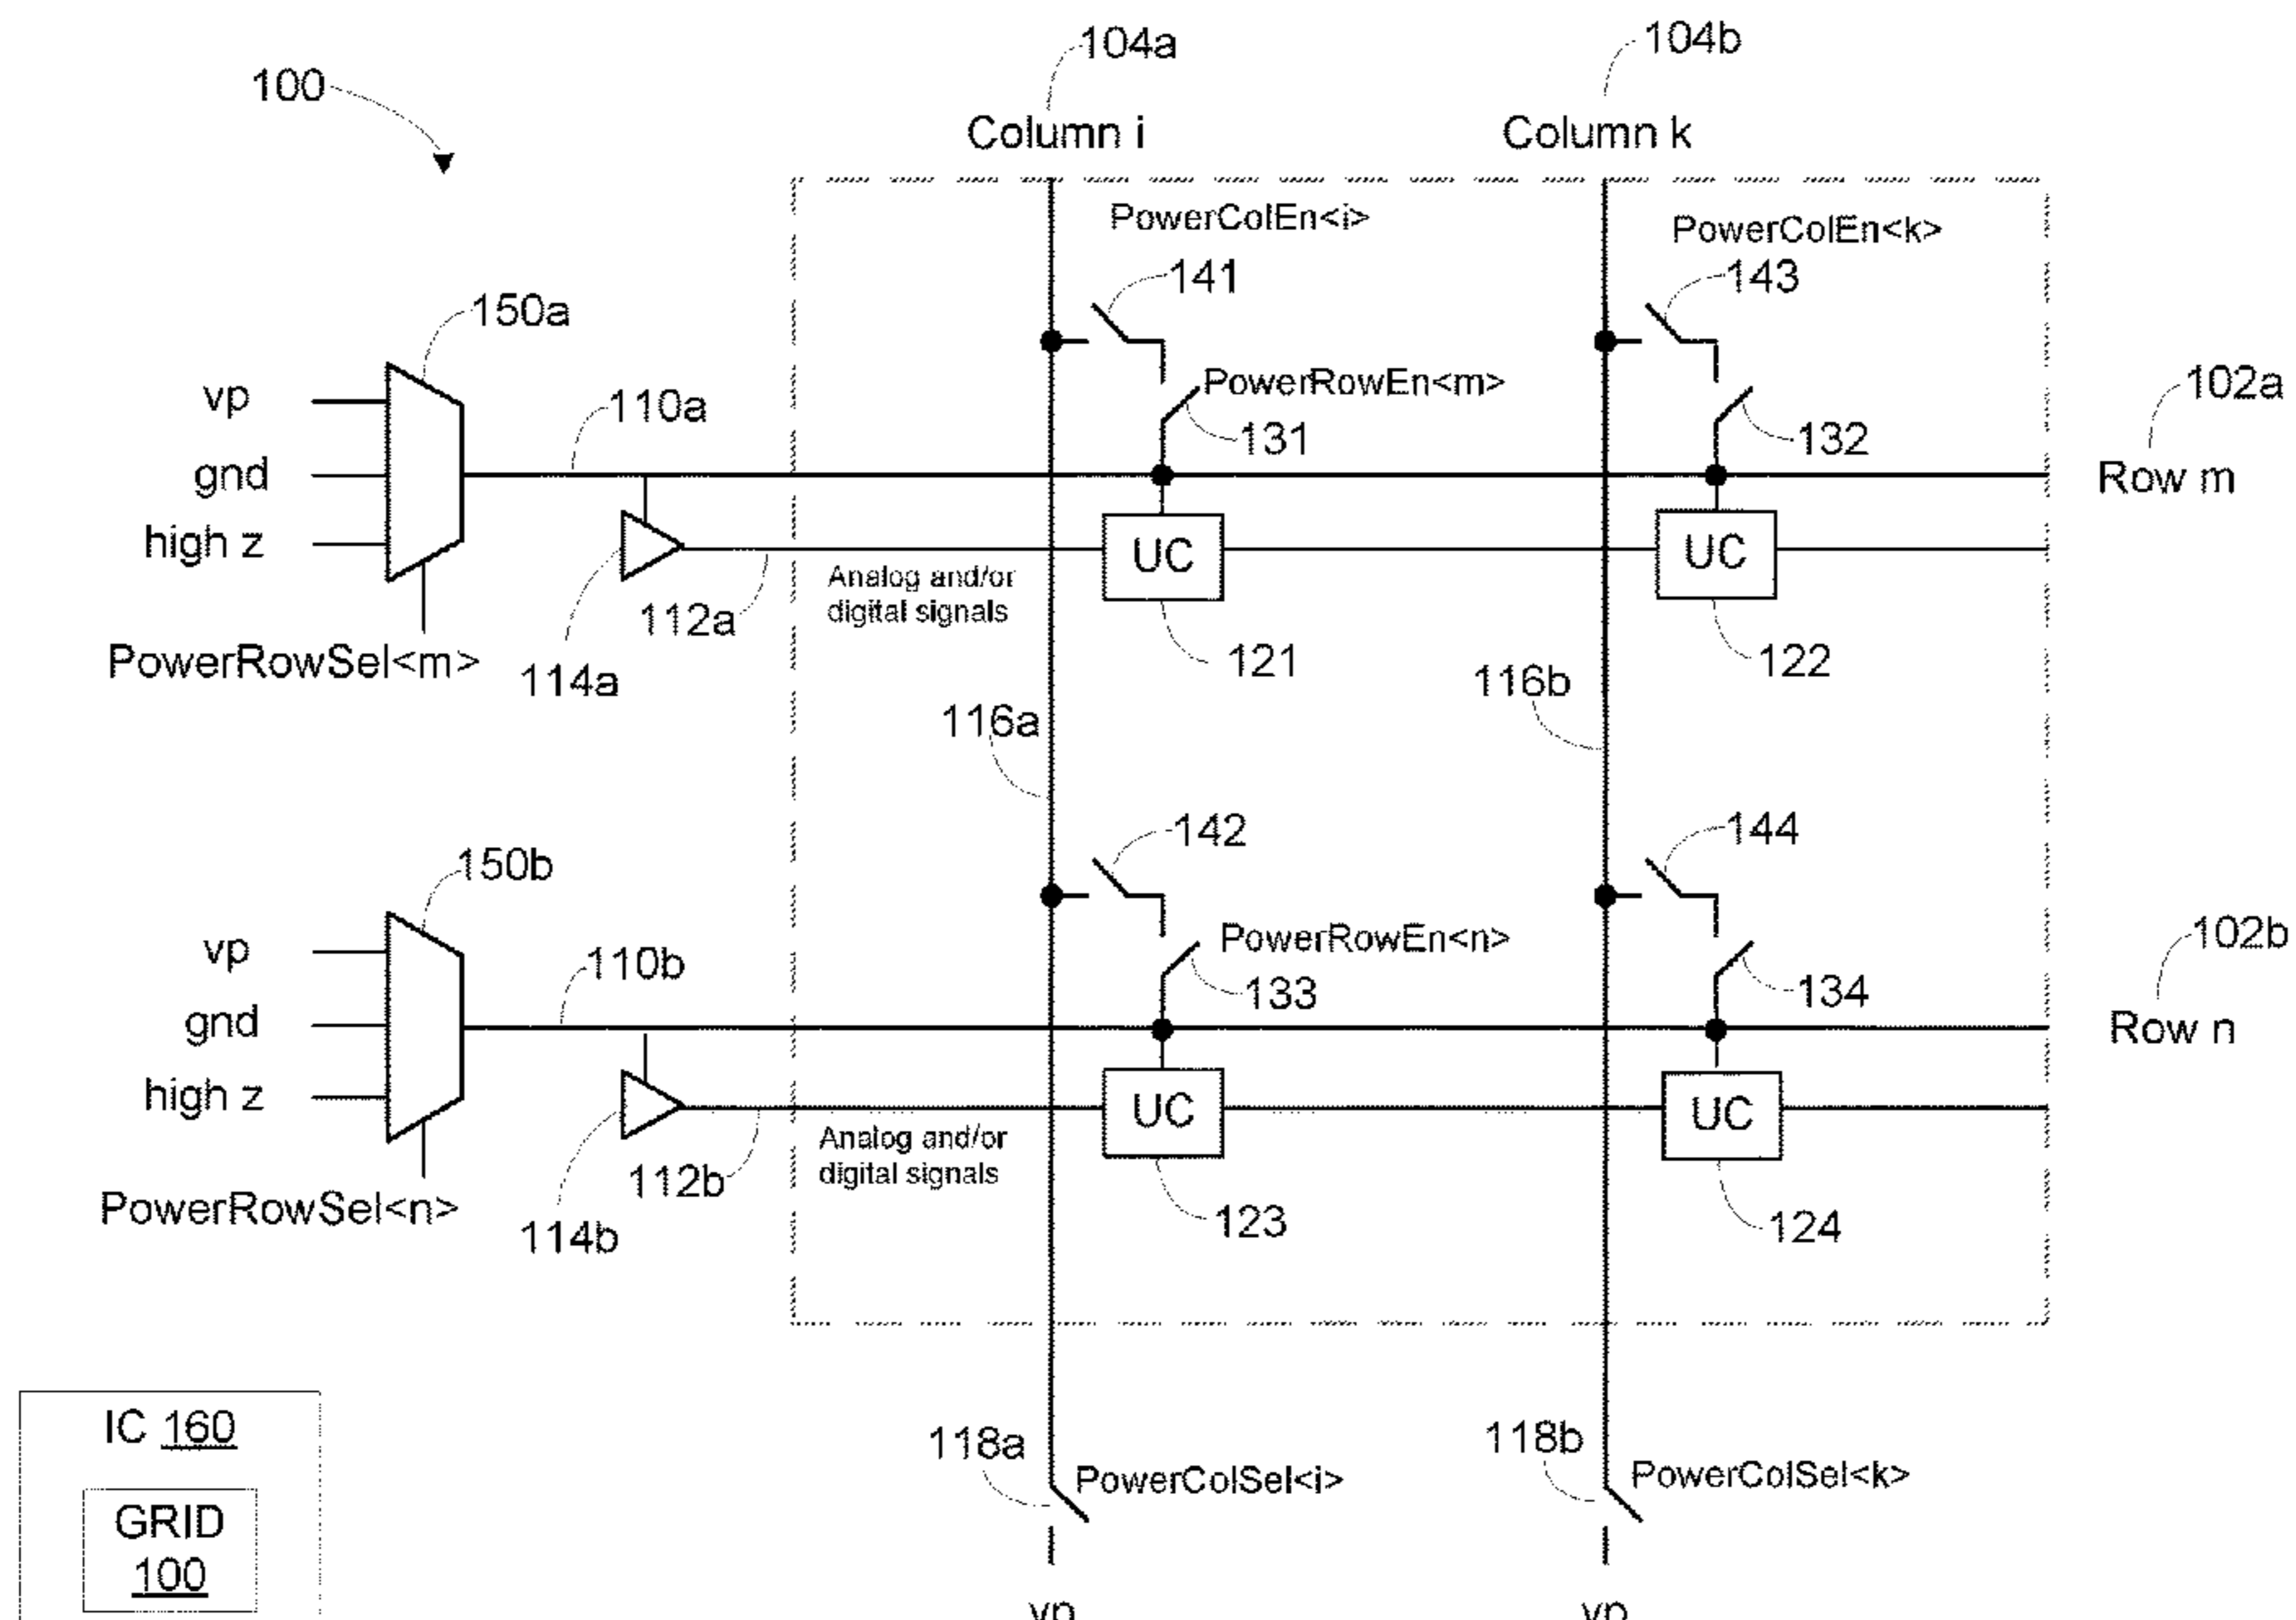 104a
104b
100
Column i
Column k
PowerColEn<i>
PowerColEn<k>
141
143
150a
PowerRowEn<m>
102a
vp
110a
131
132
gnd
Row m
high z
UC
UC
Analog and/or
digital signals
112a
PowerRowSel<m>
114a
121
122
116a
116b
142
144
150b
PowerRowEn<n>
102b
vp
110b
133
134
gnd
Row n
high z
UC
UC
Analog and/or
digital signals
112b
PowerRowSel<n>
114b
123
124
IC 160
118a
118b
PowerColSel<i>
PowerColSel<k>
GRID
100
vp
vp